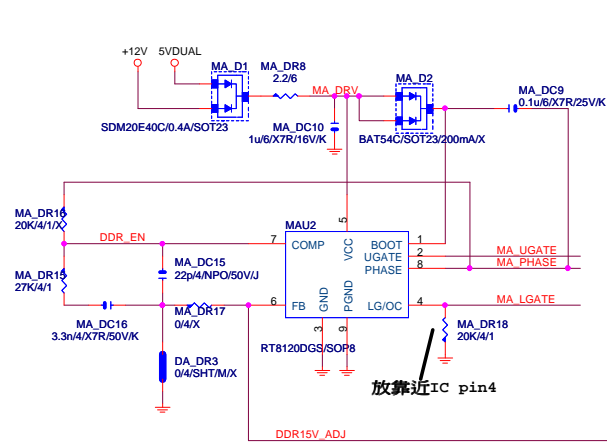 +12V 5VDUAL
MA_D1
MA_DR8
2.2/6
MA_DRV
MA_D2
MA_DC9
0.1u/6/X7R/25V/K
SDM20E40C/0.4A/SOT23
MA_DC10
1u/6/X7R/16V/K
BAT54C/SOT23/200mA/X
MA_DR16
20K/4/1/X
DDR_EN
MA_DR15
27K/4/1
MA_DC15
22p/4/NPO/50V/J
MA_DC16
3.3n/4/X7R/50V/K
MA_DR17
0/4/X
DA_DR3
0/4/SHT/M/X
MAU2
5
7 COMP VCC BOOT 1
UGATE 2 MA_UGATE
PHASE 8 MA_PHASE
6 FB GND PGND LG/OC 4 MA_LGATE
3 9
RT8120DGS/SOP8
MA_DR18
20K/4/1
放靠近IC pin4
DDR15V_ADJ